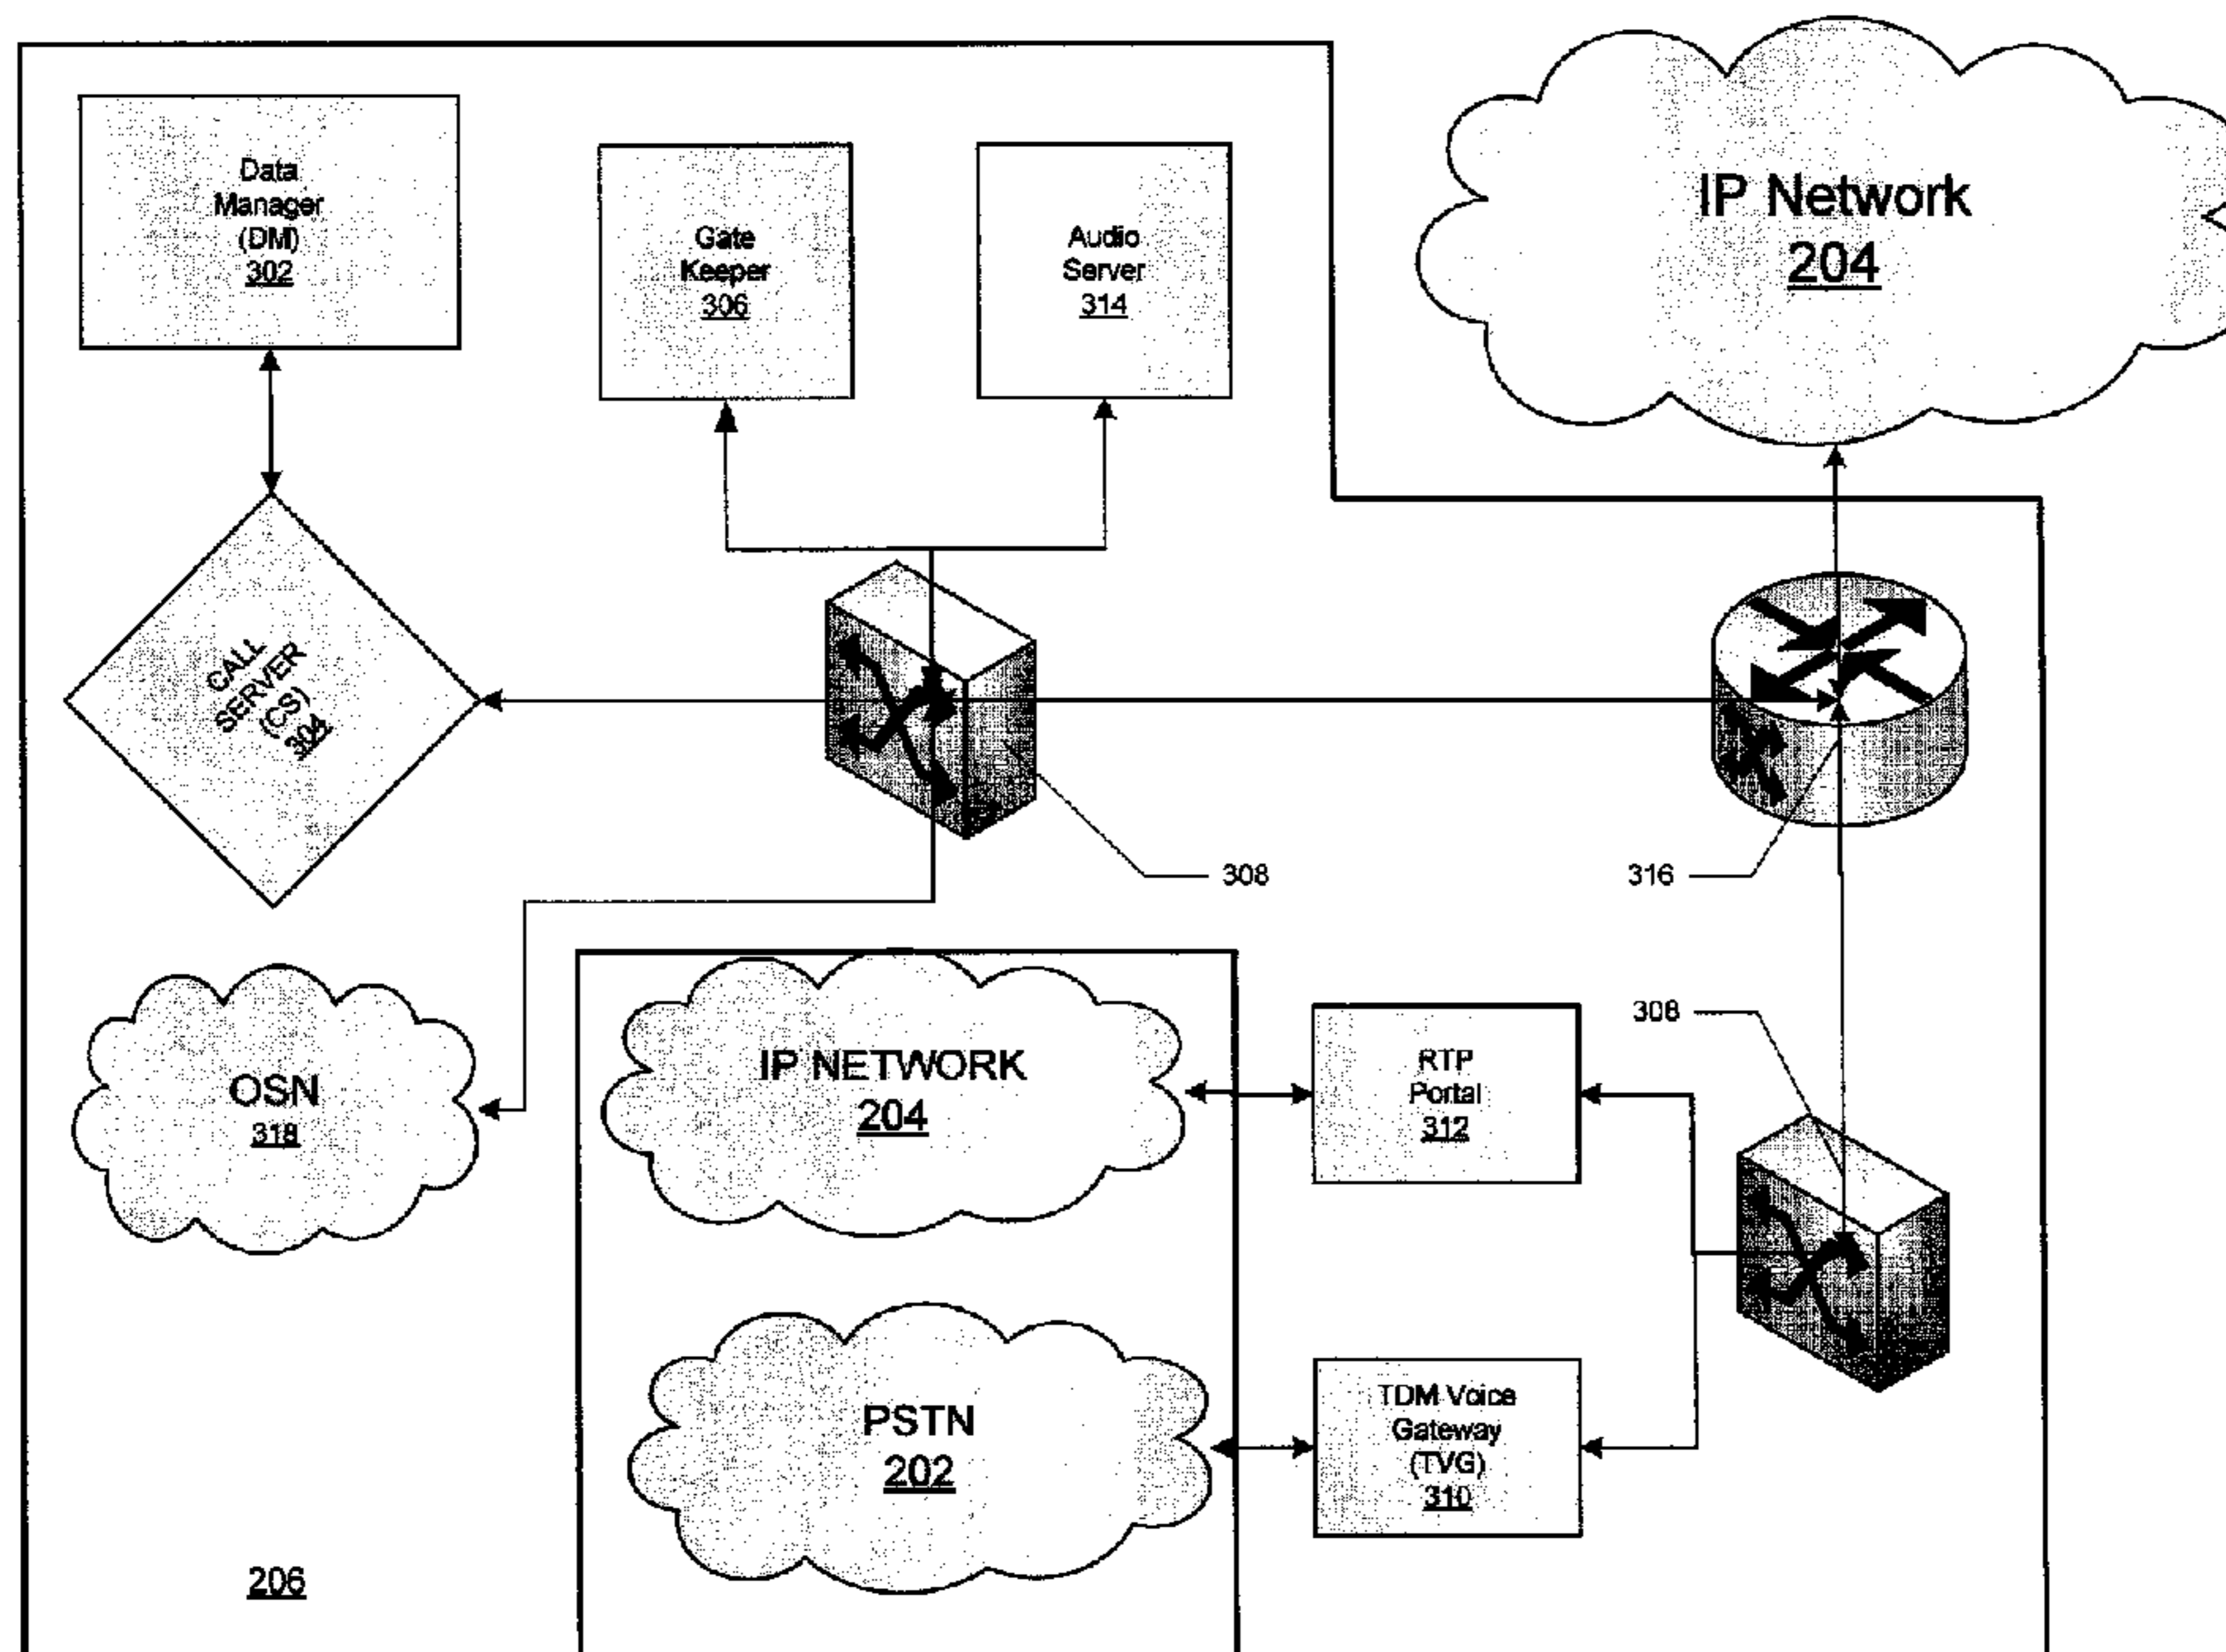 Data
Manager
(DM)
302
Gate
Keeper
306
Audio
Server
314
IP Network
204
CALL
SERVER
(CS)
304
308
316
OSN
318
IP NETWORK
204
RTP
Portal
312
308
PSTN
202
TDM Voice
Gateway
(TVG)
310
206